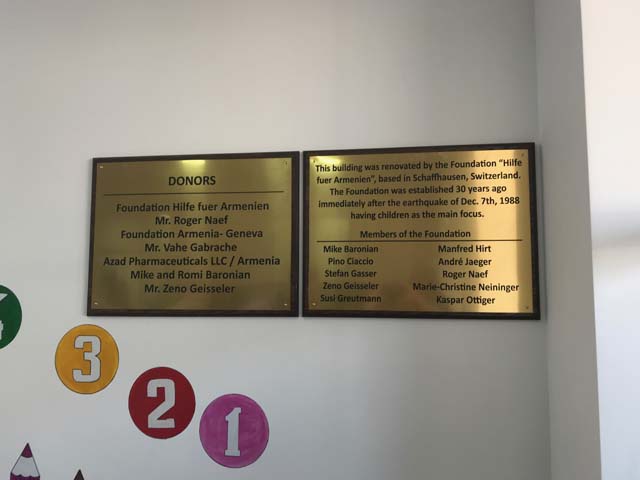 DONORS
Foundation Hilfe fuer Armenien
Mr. Roger Naef
Foundation Armenia- Geneva
Mr. Vahe Gabrache
Azad Pharmaceuticals LLC / Armenia
Mike and Romi Baronian
Mr. Zeno Geisseler
This building was renovated by the Foundation "Hilfe
fuer Armenien", based in Schaffhausen, Switzerland.
The Foundation was established 30 years ago
immediately after the earthquake of Dec. 7th, 1988
having children as the main focus.
Members of the Foundation
Mike Baronian
Pino Ciaccio
Stefan Gasser
Zeno Geisseler
Susi Greutmann
Manfred Hirt
André Jaeger
Roger Naef
Marie-Christine Neininger
Kaspar Ottiger
4
3
2
1